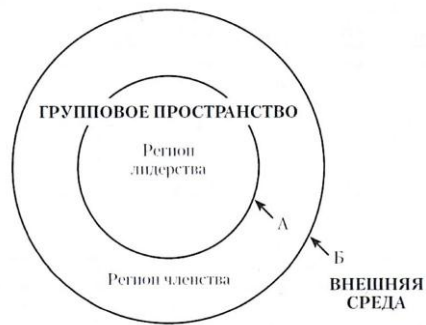 ГРУППОВОЕ ПРОСТРАНСТВО
Регион
лидерства
А
Б
Регион членства
ВНЕШНЯЯ
СРЕДА